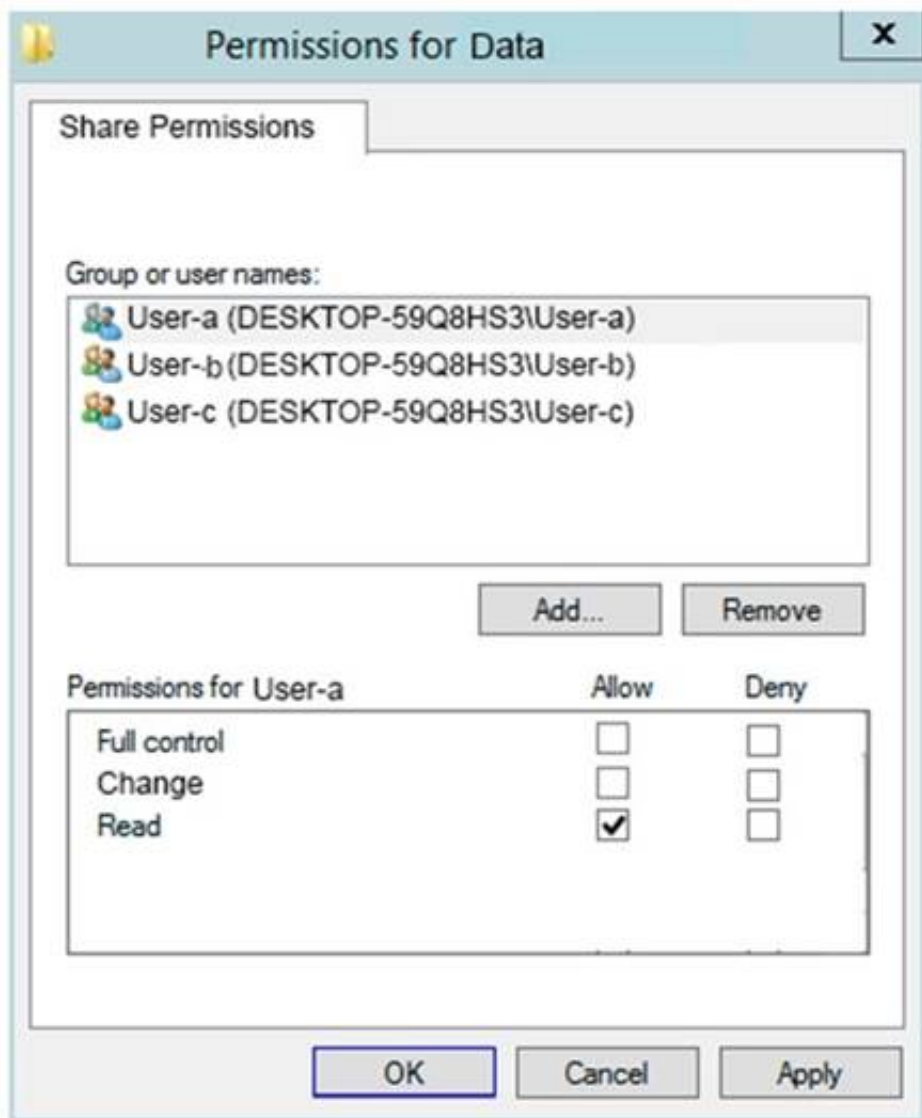 Permissions for Data
X
Share Permissions
Group or user names:
User-a (DESKTOP-59Q8HS3\User-a)
User-b (DESKTOP-59Q8HS3\User-b)
User-c (DESKTOP-59Q8HS3\User-c)
Add... Remove
Permissions for User-a Allow Deny
Full control
Change
Read
OK Cancel Apply